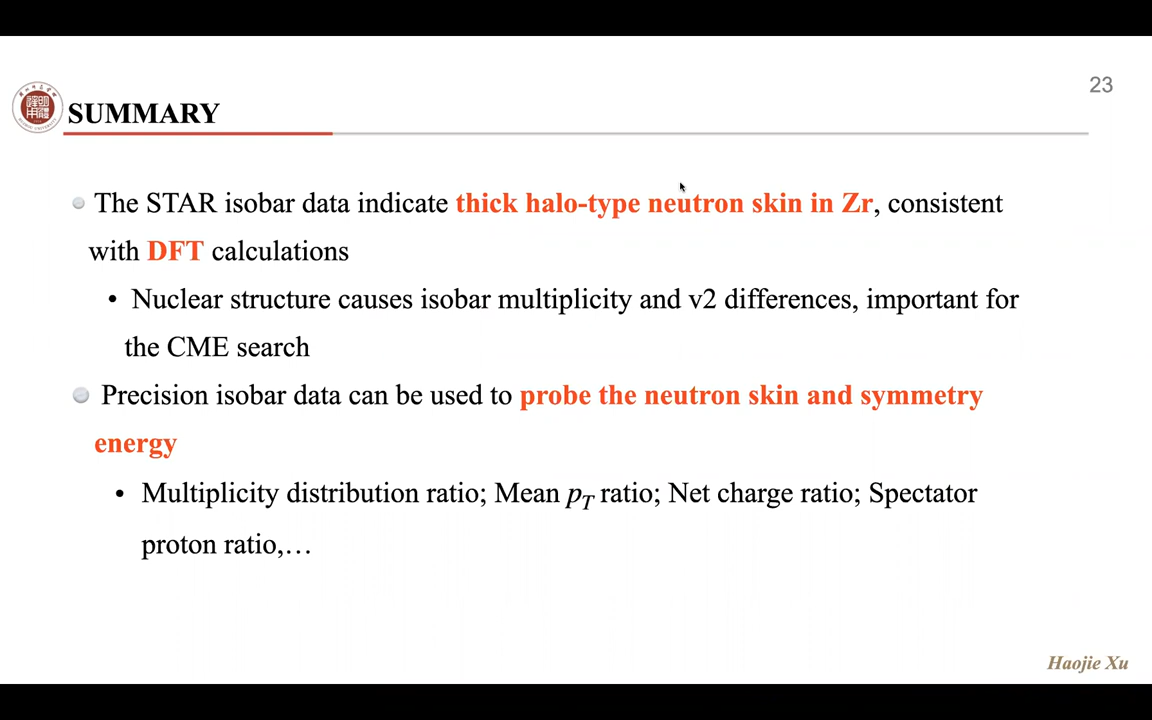 23
SUMMARY
The STAR isobar data indicate thick halo-type neutron skin in Zr, consistent
with DFT calculations
• Nuclear structure causes isobar multiplicity and v2 differences, important for
the CME search
Precision isobar data can be used to probe the neutron skin and symmetry
energy
• Multiplicity distribution ratio; Mean p_T ratio; Net charge ratio; Spectator
proton ratio,…
Haojie Xu